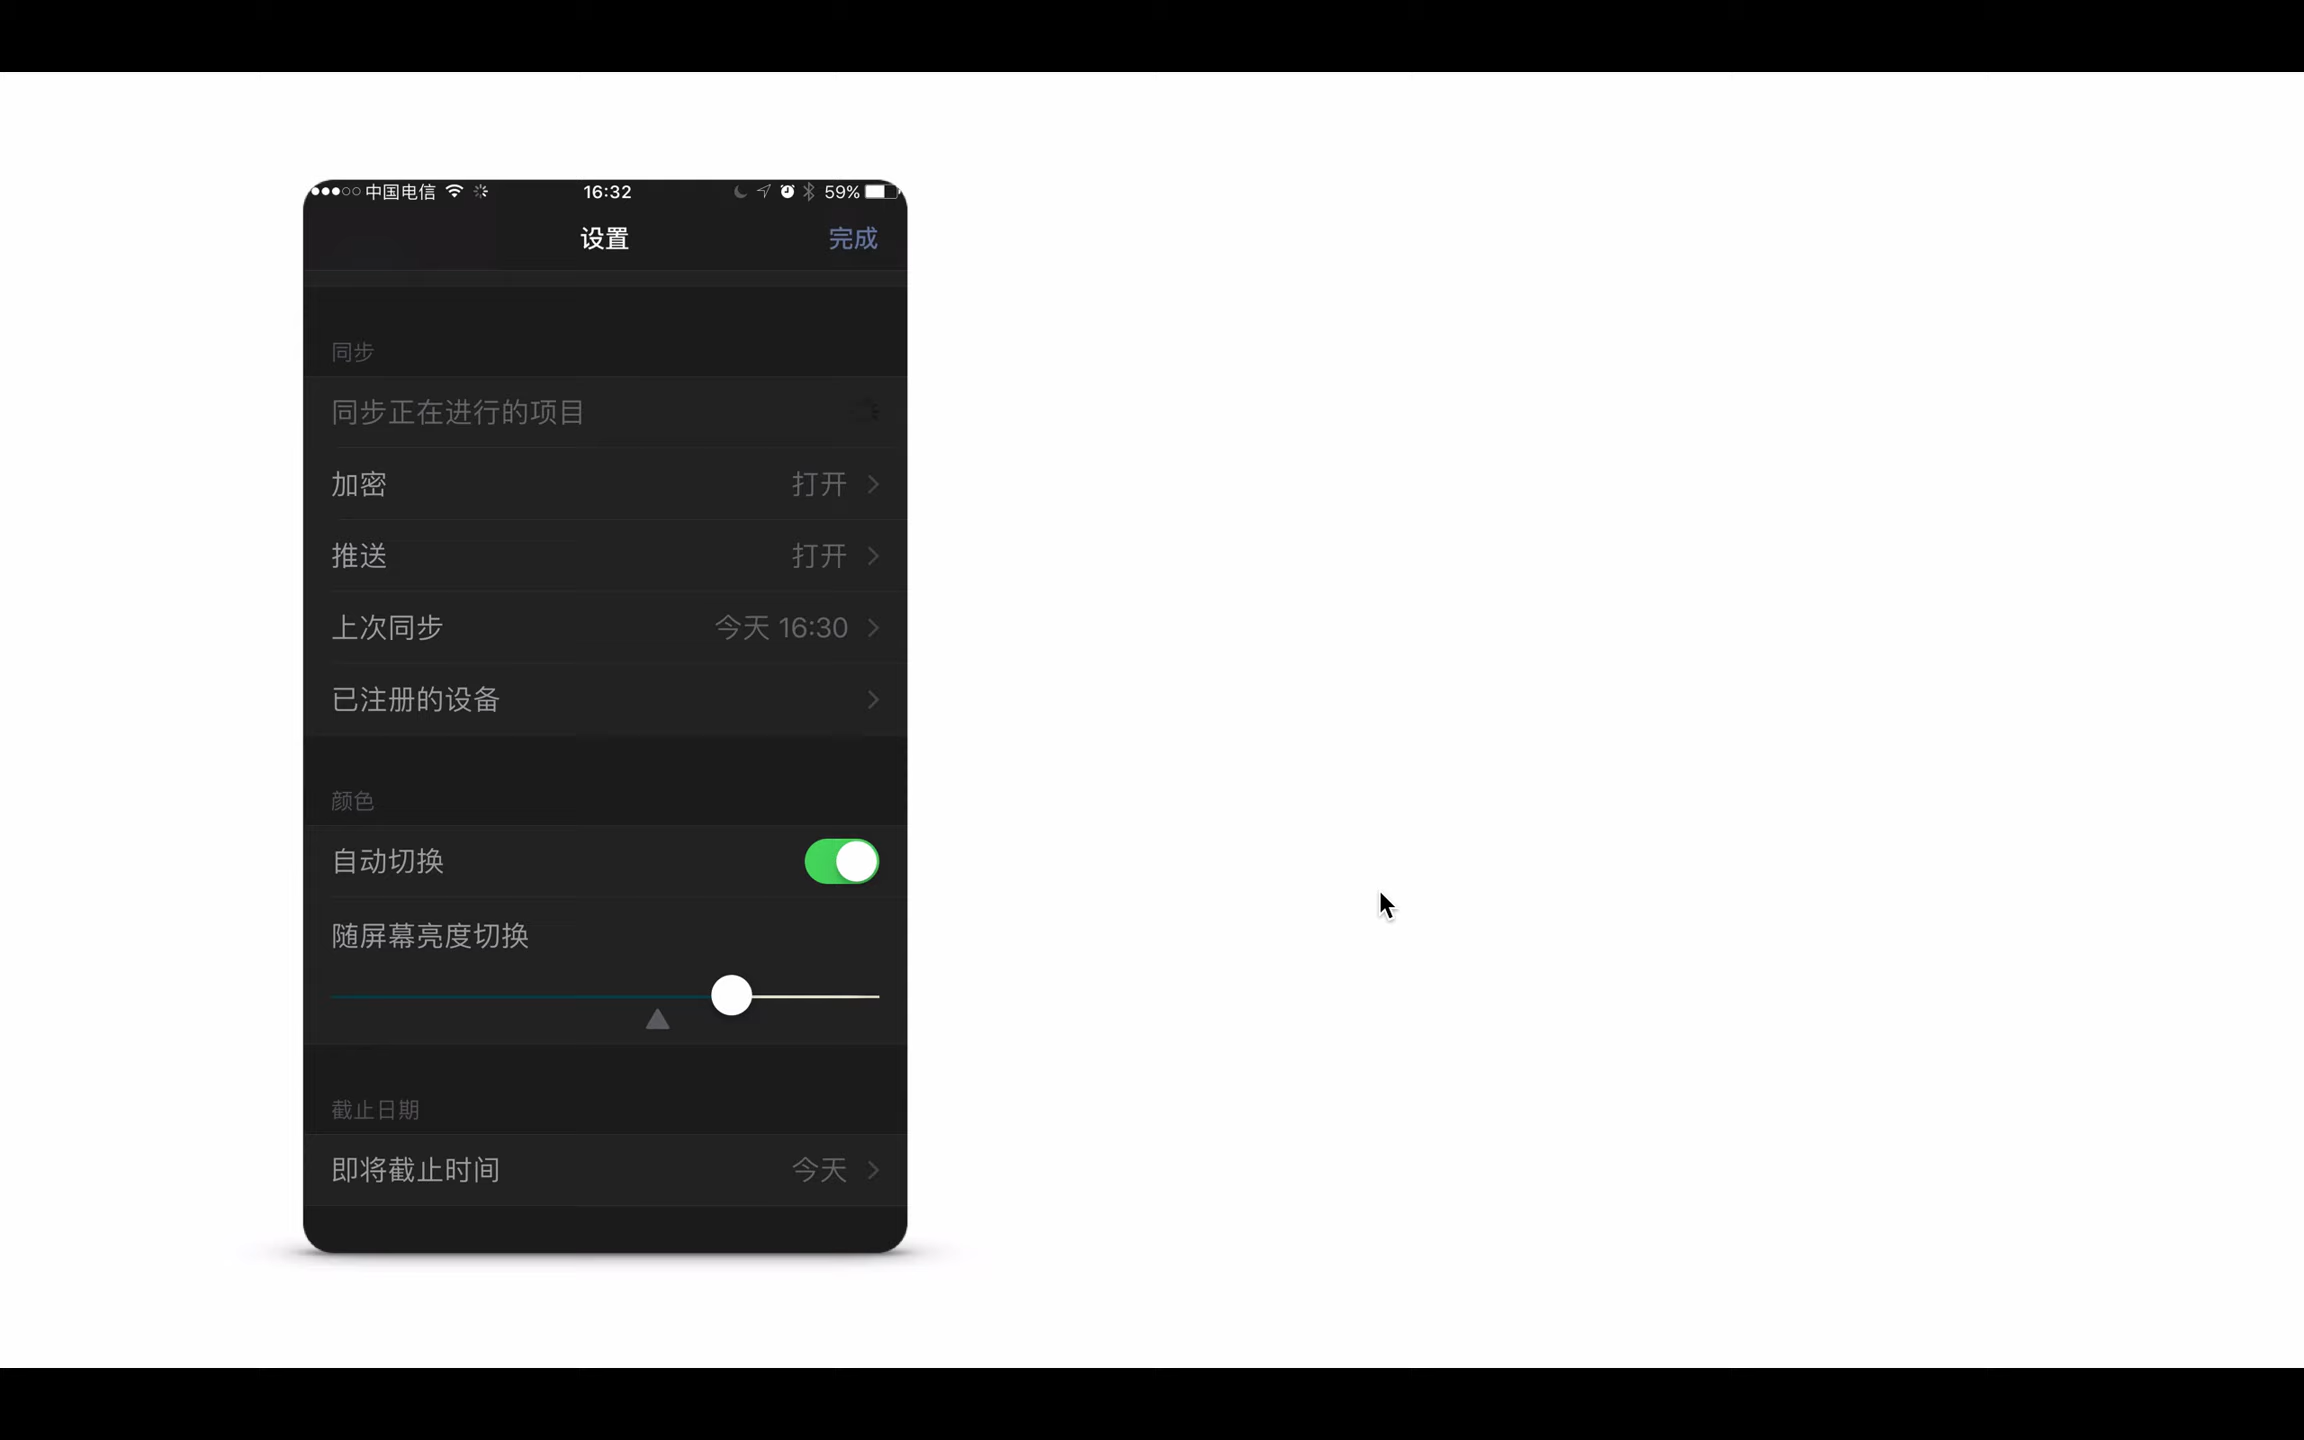 中国电信 16:32 59%
设置 完成
同步
同步正在进行的项目
加密 打开
推送 打开
上次同步 今天 16:30
已注册的设备
颜色
自动切换
随屏幕亮度切换
截止日期
即将截止时间 今天